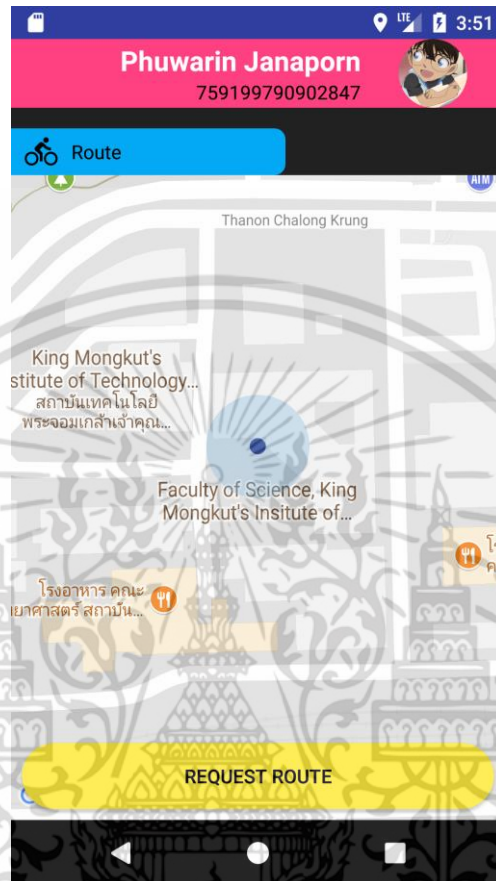 LTE 3:51
Phuwarin Janaporn
759199790902847
Route
ATM
Thanon Chalong Krung
King Mongkut's
stitute of Technology...
สถาบันเทคโนโลยี
พระจอมเกล้าเจ้าคุณ...
Faculty of Science, King
Mongkut's Insitute of...
โรงอาหาร คณะ
ยาศาสตร์ สถาบัน...
REQUEST ROUTE